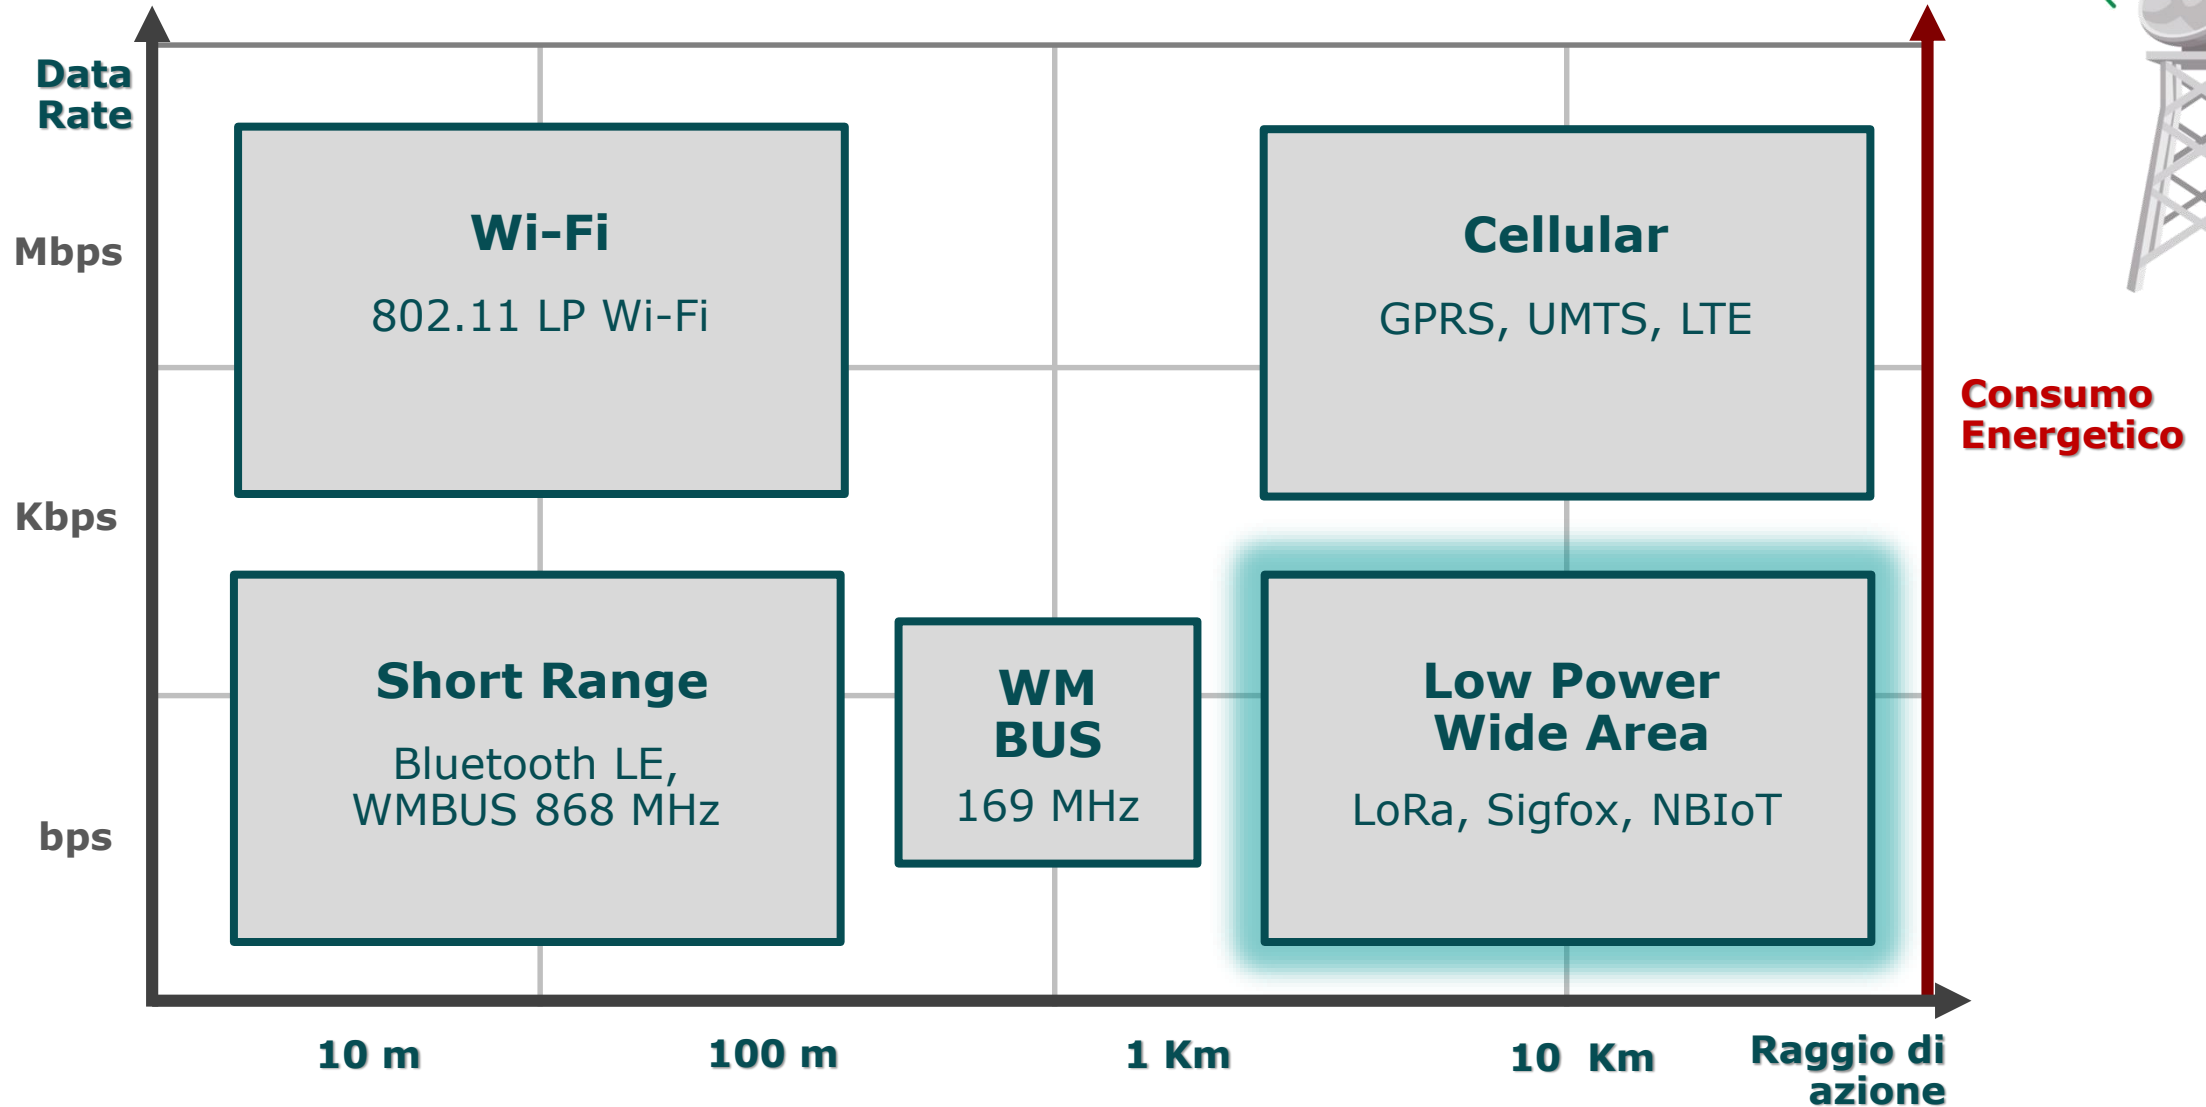 Data
Rate
Mbps
Kbps
bps
Wi-Fi
802.11 LP Wi-Fi
Cellular
GPRS, UMTS, LTE
Consumo
Energetico
Short Range
Bluetooth LE,
WMBUS 868 MHz
WM
BUS
169 MHz
Low Power
Wide Area
LoRa, Sigfox, NBIoT
10 m
100 m
1 Km
10 Km
Raggio di
azione